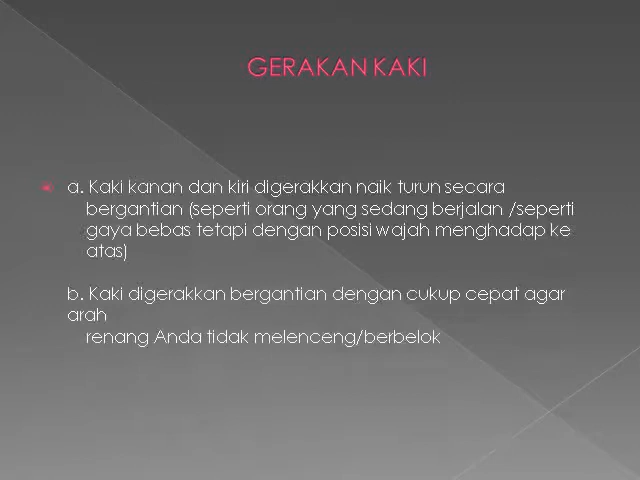 GERAKAN KAKI
a. Kaki kanan dan kiri digerakkan naik turun secara
bergantian (seperti orang yang sedang berjalan /seperti
gaya bebas tetapi dengan posisi wajah menghadap ke
atas)
b. Kaki digerakkan bergantian dengan cukup cepat agar
arah
renang Anda tidak melenceng/berbelok